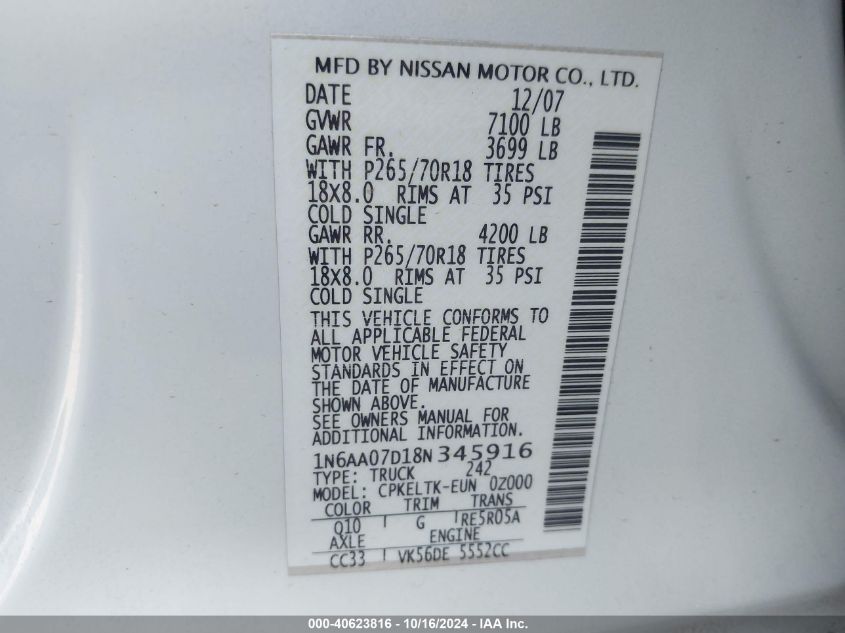 MFD BY NISSAN MOTOR CO., LTD.
DATE 12/07
GVWR 7100 LB
GAWR FR. 3699 LB
WITH P265/70R18 TIRES
18X8.0 RIMS AT 35 PSI
COLD SINGLE
GAWR RR. 4200 LB
WITH P265/70R18 TIRES
18X8.0 RIMS AT 35 PSI
COLD SINGLE
THIS VEHICLE CONFORMS TO
ALL APPLICABLE FEDERAL
MOTOR VEHICLE SAFETY
STANDARDS IN EFFECT ON
THE DATE OF MANUFACTURE
SHOWN ABOVE.
SEE OWNERS MANUAL FOR
ADDITIONAL INFORMATION.
1N6AA07D18N345916
TYPE: TRUCK 242
MODEL: CPKELTK-EUN 0Z000
COLOR TRIM TRANS
Q10 G RE5R05A
AXLE ENGINE
CC33 VK56DE 5552CC
000-40623816 - 10/16/2024 - IAA Inc.